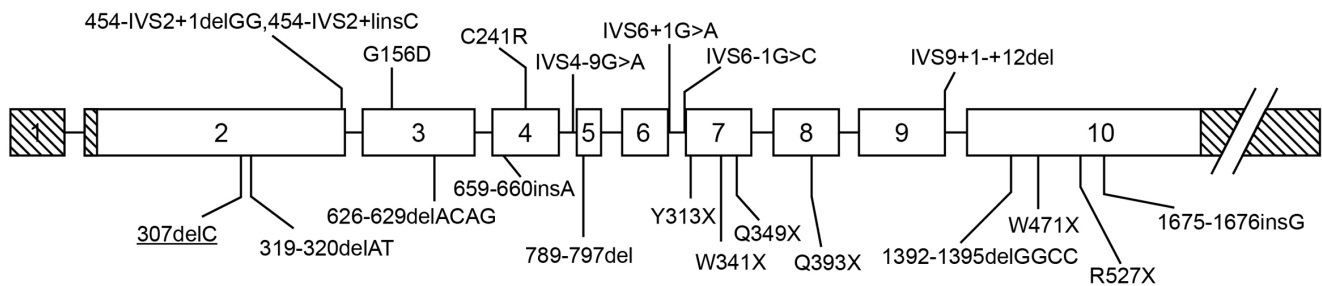 454-IVS2+1delGG,454-IVS2+IinsC
G156D
C241R
IVS4-9G>A
IVS6+1G>A
IVS6-1G>C
IVS9+1-+12del
1
2
3
4
5
6
7
8
9
10
307delC
319-320delAT
626-629delACAG
659-660insA
789-797del
Y313X
W341X
Q349X
Q393X
1392-1395delGGCC
W471X
R527X
1675-1676insG